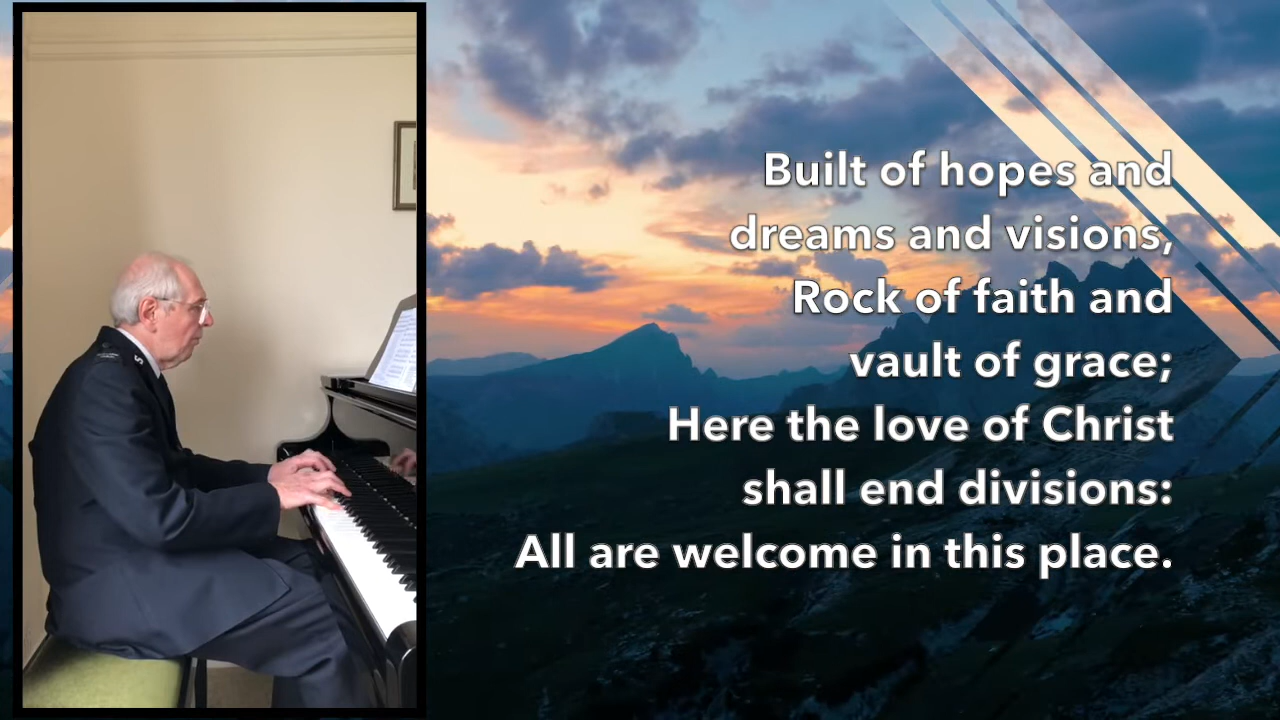 Built of hopes and
dreams and visions,
Rock of faith and
vault of grace;
Here the love of Christ
shall end divisions:
All are welcome in this place.